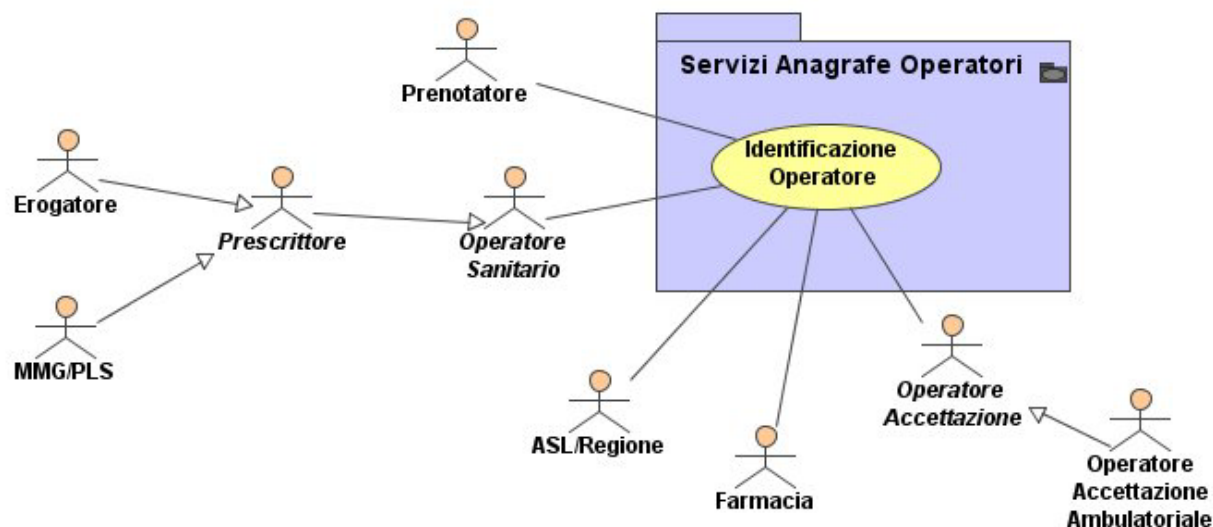 Servizi Anagrafe Operatori
Prenotatore
Identificazione
Operatore
Erogatore
Prescrittore
Operatore
Sanitario
MMG/PLS
Operatore
Accettazione
ASL/Regione
Farmacia
Operatore
Accettazione
Ambulatoriale